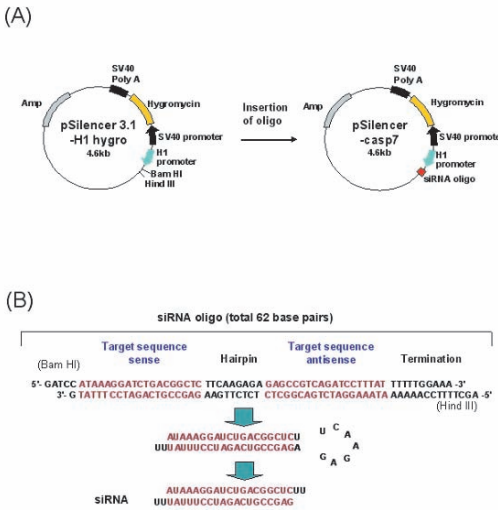 (A)
SV40
Poly A
Amp
Hygromycin
pSilencer 3.1
-H1 hygro
4.6kb
SV40 promoter
H1
promoter
Bam HI
Hind III
Insertion
of oligo
SV40
Poly A
Amp
Hygromycin
pSilencer
-casp7
4.6kb
SV40 promoter
H1
promoter
siRNA oligo
(B)
siRNA oligo (total 62 base pairs)
Target sequence
sense
Hairpin
Target sequence
antisense
Termination
(Bam HI)
5'- GATCC ATAAAGGATCTGACGGCTC TTCAAGAGA GAGCCGTCAGATCCTTTAT TTTTTGGAAA -3'
3'- G TATTTCCTAGACTGCCGAG AAGTTCTCT CTCGGCAGTCTAGGAAATA AAAAACCTTTTCGA -5'
(Hind III)
AUAAAGGAUCUGACGGCUCU
UUUAUUUCCUAGACUGCCGAGA
U C A A G A G A
siRNA
AUAAAGGAUCUGACGGCUCUU
UUUAUUUCCUAGACUGCCGAG